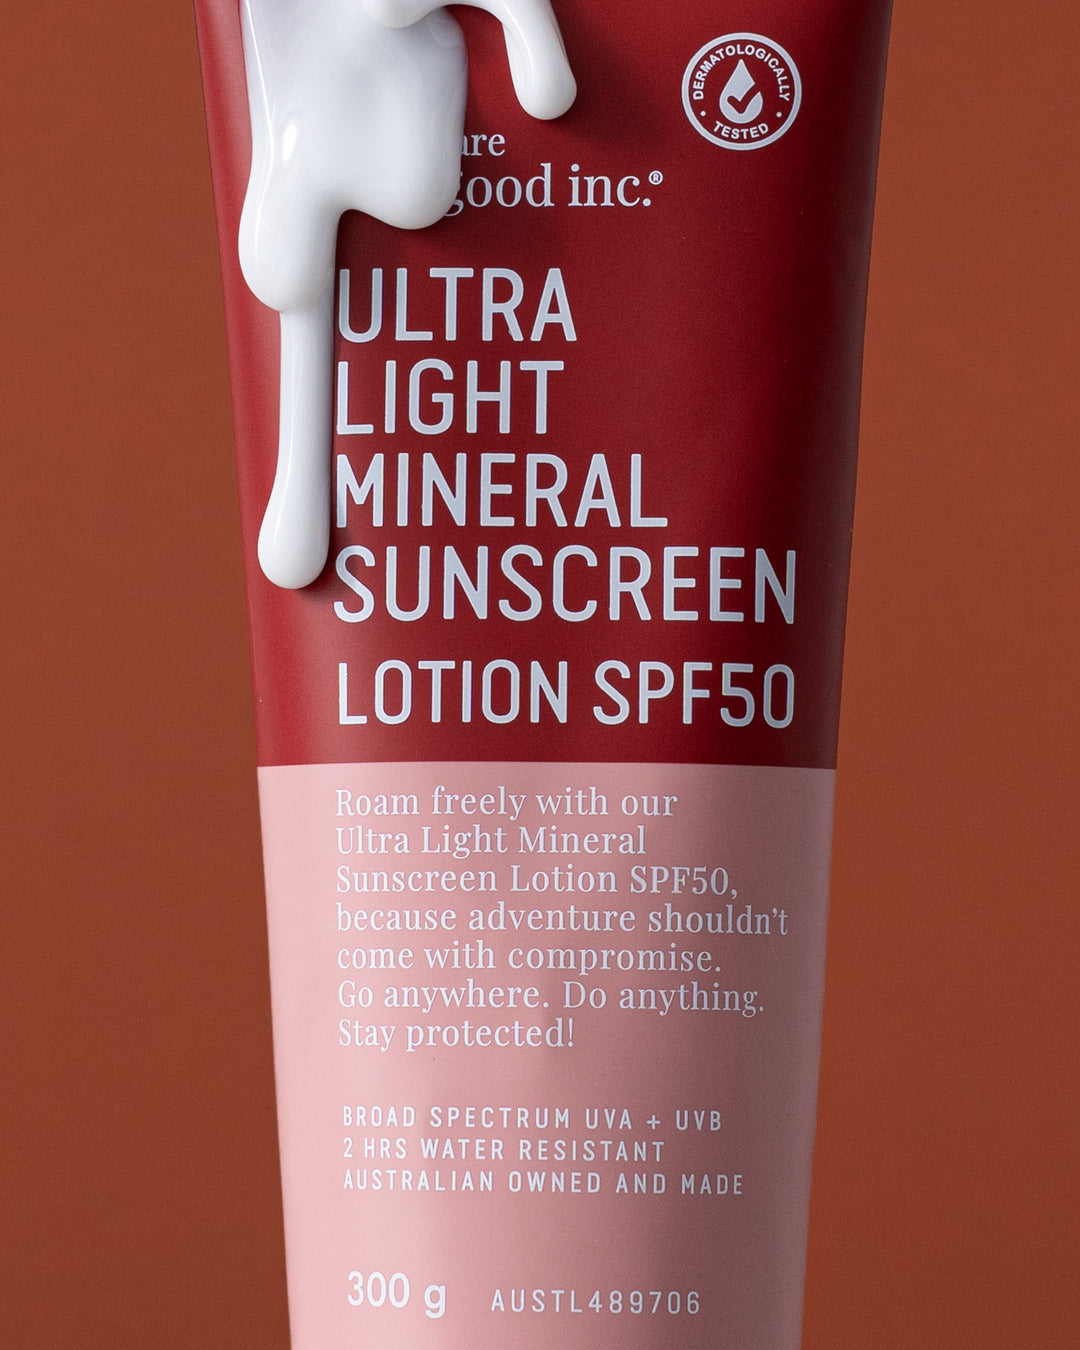 DERMATOLOGICALLY
TESTED
good inc.®
ULTRA
LIGHT
MINERAL
SUNSCREEN
LOTION SPF50
Roam freely with our
Ultra Light Mineral
Sunscreen Lotion SPF50,
because adventure shouldn't
come with compromise.
Go anywhere. Do anything.
Stay protected!
BROAD SPECTRUM UVA + UVB
2 HRS WATER RESISTANT
AUSTRALIAN OWNED AND MADE
300 g AUSTL489706